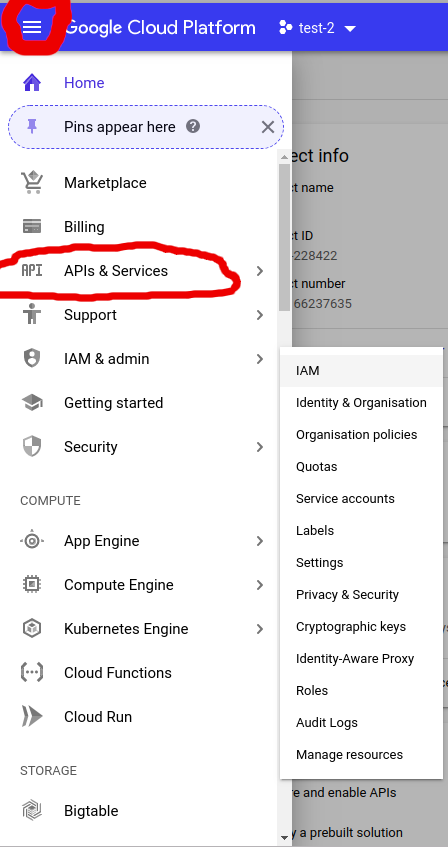 Google Cloud Platform test-2
Home
Pins appear here ?
Marketplace
Billing
API APIs & Services
Support
IAM & admin
Getting started
Security
COMPUTE
App Engine
Compute Engine
Kubernetes Engine
Cloud Functions
Cloud Run
STORAGE
Bigtable
ect info
ct name
ct ID
-228422
ct number
66237635
IAM
Identity & Organisation
Organisation policies
Quotas
Service accounts
Labels
Settings
Privacy & Security
Cryptographic keys
Identity-Aware Proxy
Roles
Audit Logs
Manage resources
re and enable APIs
y a prebuilt solution